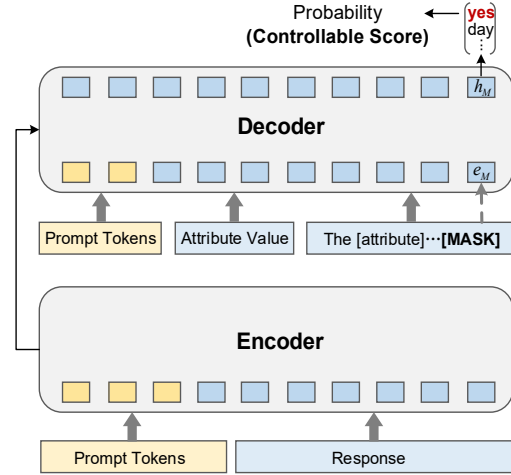 Probability
(Controllable Score)
yes
day
...
h_M
Decoder
e_M
Prompt Tokens
Attribute Value
The [attribute]···[MASK]
Encoder
Prompt Tokens
Response